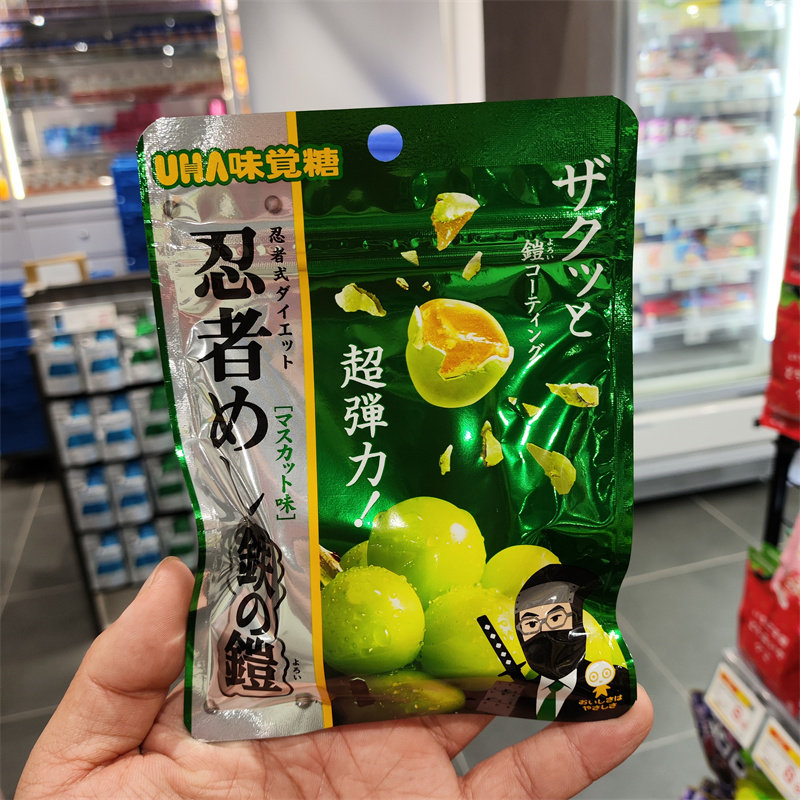 UHA味覚糖
忍者式ダイエット
忍者めし
[マスカット味]
鉄の鎧
よろい
ザクッと
鎧コーティング
よろい
超弾力!
おいしさは
やさしさ